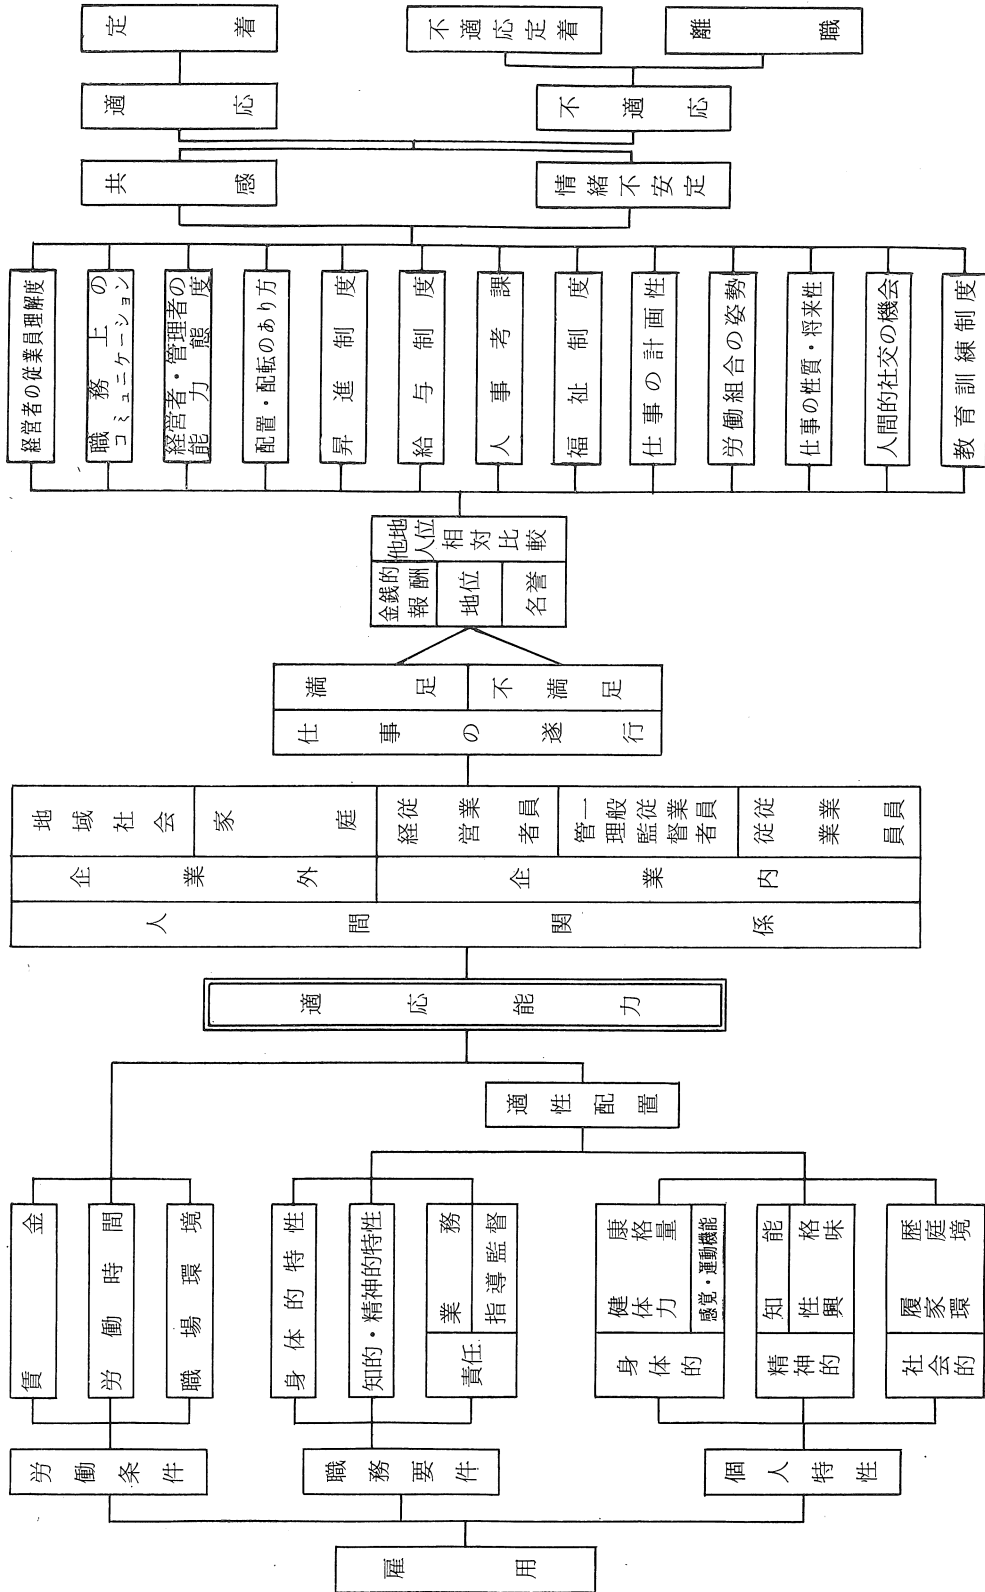 雇用
労働条件
職務要件
個人特性
賃金
労働時間
職場環境
身体的特性
知的・精神的特性
責任
業務
指導監督
身体的
健康
体格
力量
感覚・運動機能
精神的
知能
性格
興味
社会的
履歴
家庭
環境
適性配置
適応能力
人間関係
企業外
企業内
地域社会
家庭
経営者
従業員
管理監督者
一般従業員
従業員
従業員
仕事の遂行
満足
不満足
金銭的
報酬
地位
名誉
他人
地位
相対比較
経営者の従業員理解度
職務上の
コミュニケーション
経営者・管理者の
能力態度
配置・配転のあり方
昇進制度
給与制度
人事考課
福祉制度
仕事の計画性
労働組合の姿勢
仕事の性質・将来性
人間的社交の機会
教育訓練制度
共感
情緒不安定
適応
不適応
定着
不適応定着
離職